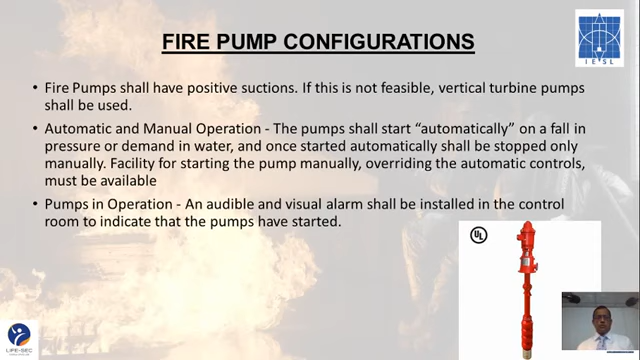 FIRE PUMP CONFIGURATIONS
IESL
• Fire Pumps shall have positive suctions. If this is not feasible, vertical turbine pumps
shall be used.
• Automatic and Manual Operation - The pumps shall start “automatically” on a fall in
pressure or demand in water, and once started automatically shall be stopped only
manually. Facility for starting the pump manually, overriding the automatic controls,
must be available
• Pumps in Operation - An audible and visual alarm shall be installed in the control
room to indicate that the pumps have started.
UL
LIFE-SEC